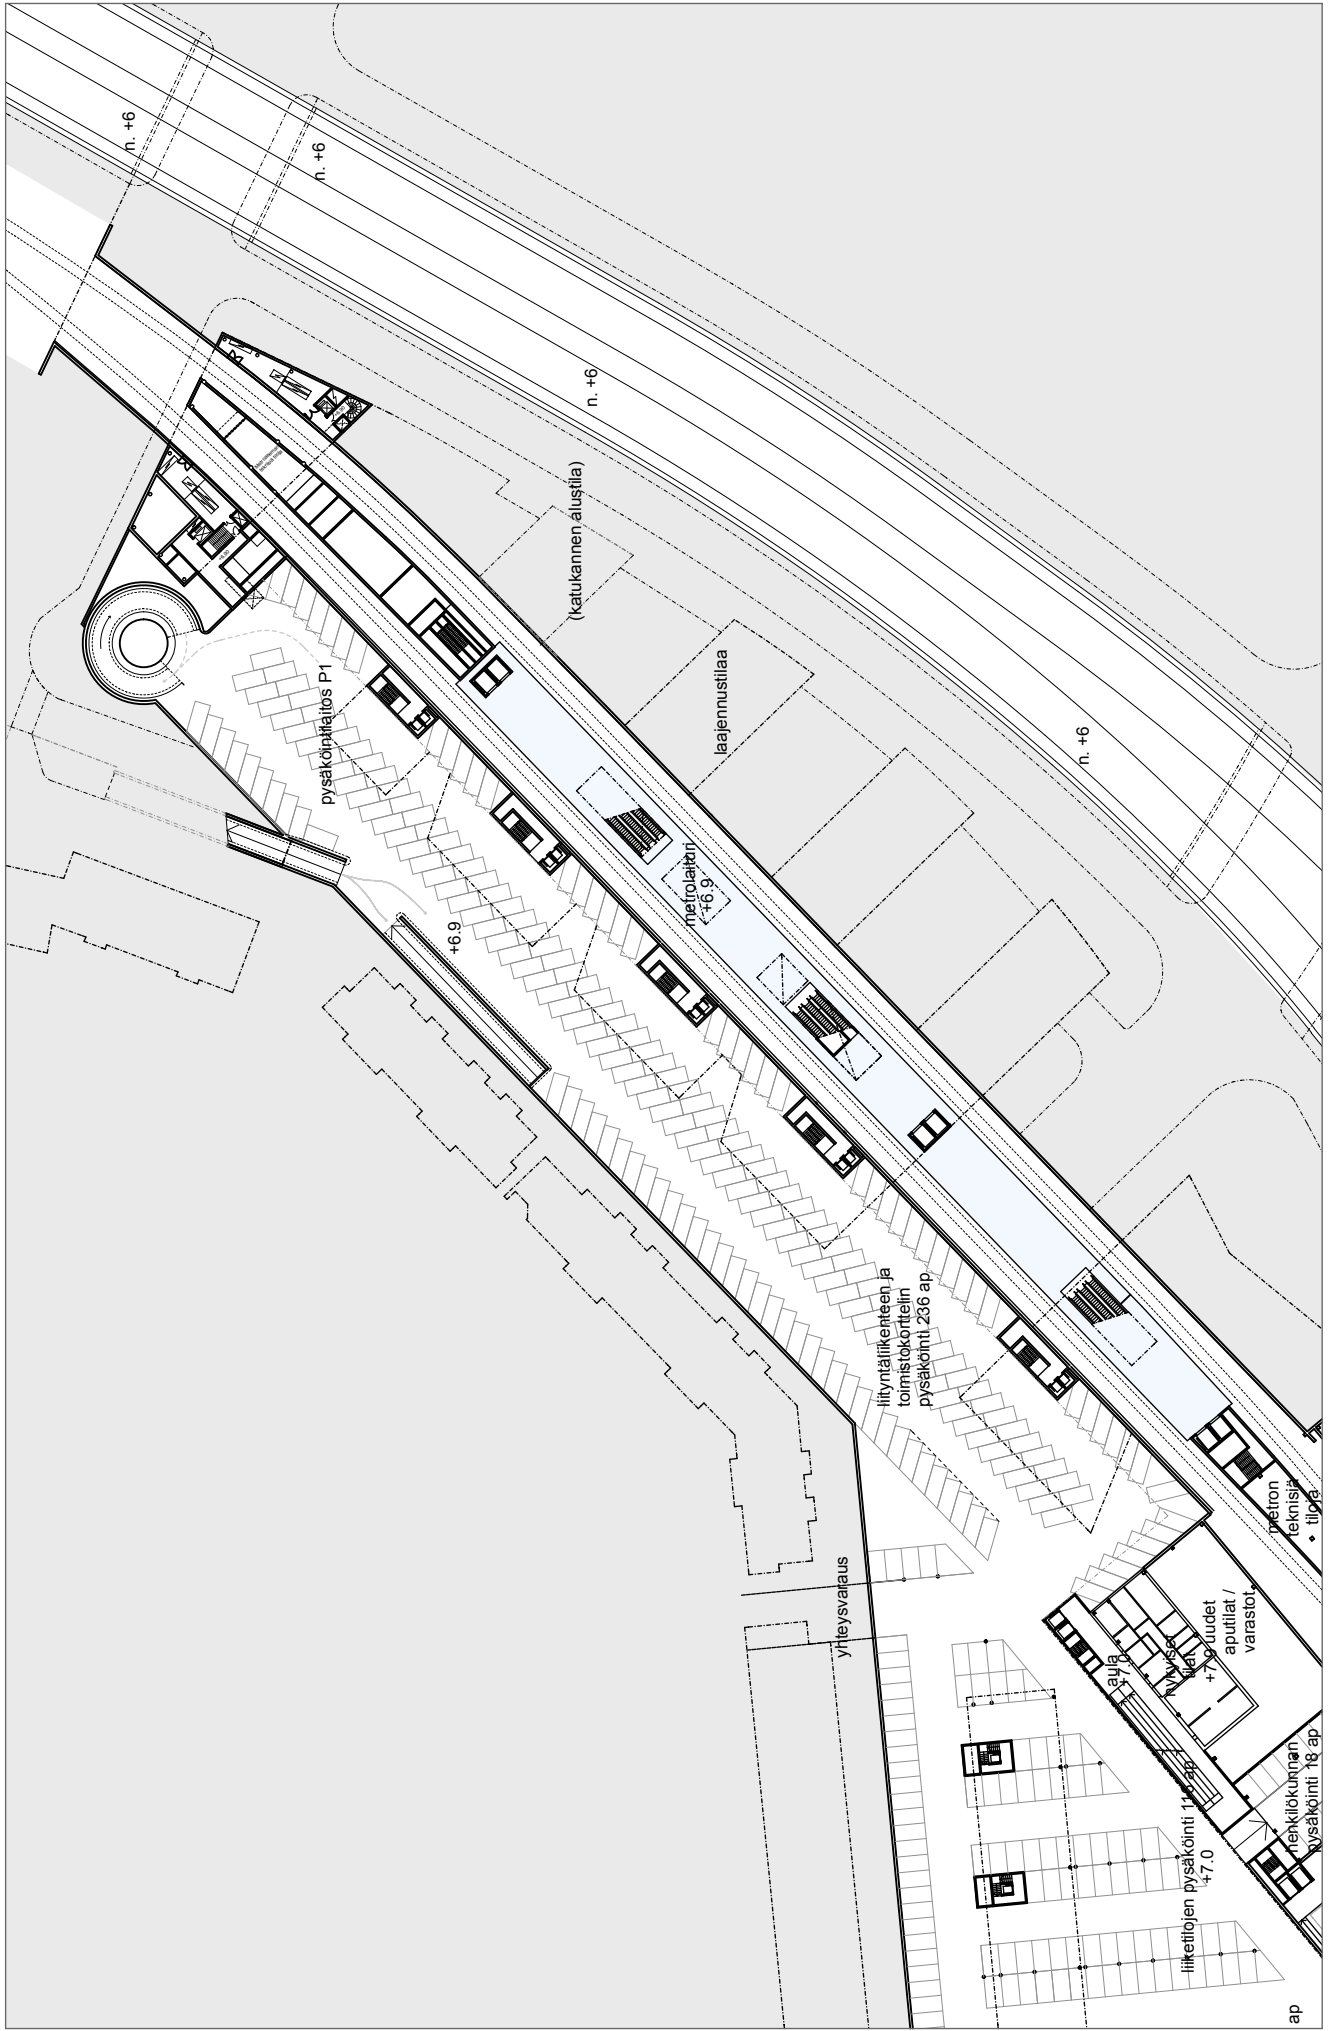 n. +6
n. +6
n. +6
(katukannen alustila)
laajennustilaa
n. +6
pysäköintilaitos P1
metrolaituri
+6.9
+6.9
liityntäliikenteen ja
toimistokorttelin
pysäköinti 236 ap
yhteysvaraus
metron
teknisiä
tiloja
uudet
aputilat /
varastot
aula
+7.0
nykyiset
tilat
liiketilojen pysäköinti
+7.0
henkilökunnan
pysäköinti 18 ap
ap